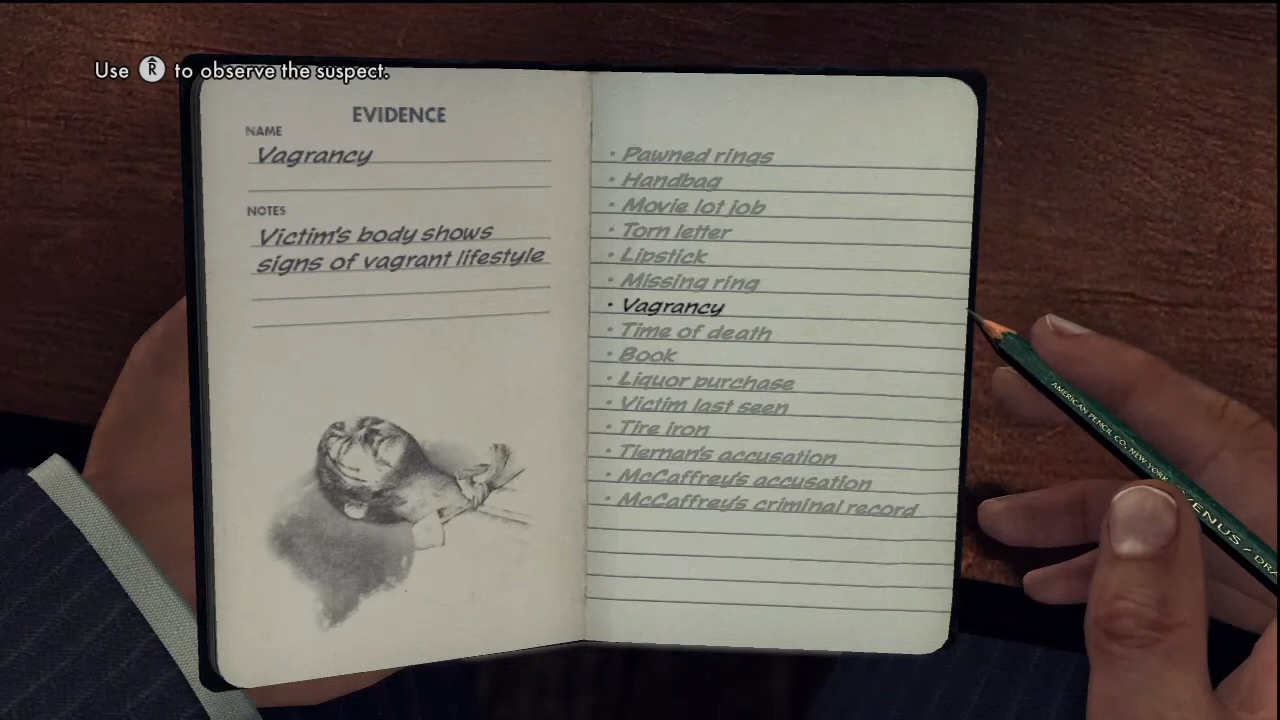 Use R to observe the suspect.
EVIDENCE
NAME
Vagrancy
NOTES
Victim's body shows
signs of vagrant lifestyle
· Pawned rings
· Handbag
· Movie lot job
· Torn letter
· Lipstick
· Missing ring
· Vagrancy
· Time of death
· Book
· Liquor purchase
· Victim last seen
· Tire iron
· Tiernan's accusation
· McCaffrey's accusation
· McCaffrey's criminal record
AMERICAN PENCIL CO. NEW YORK
VENUS / DRA